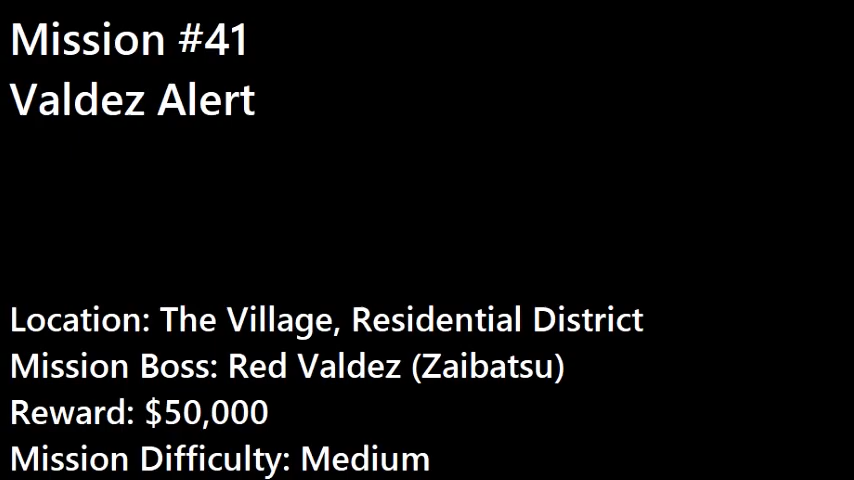 Mission #41
Valdez Alert
Location: The Village, Residential District
Mission Boss: Red Valdez (Zaibatsu)
Reward: $50,000
Mission Difficulty: Medium